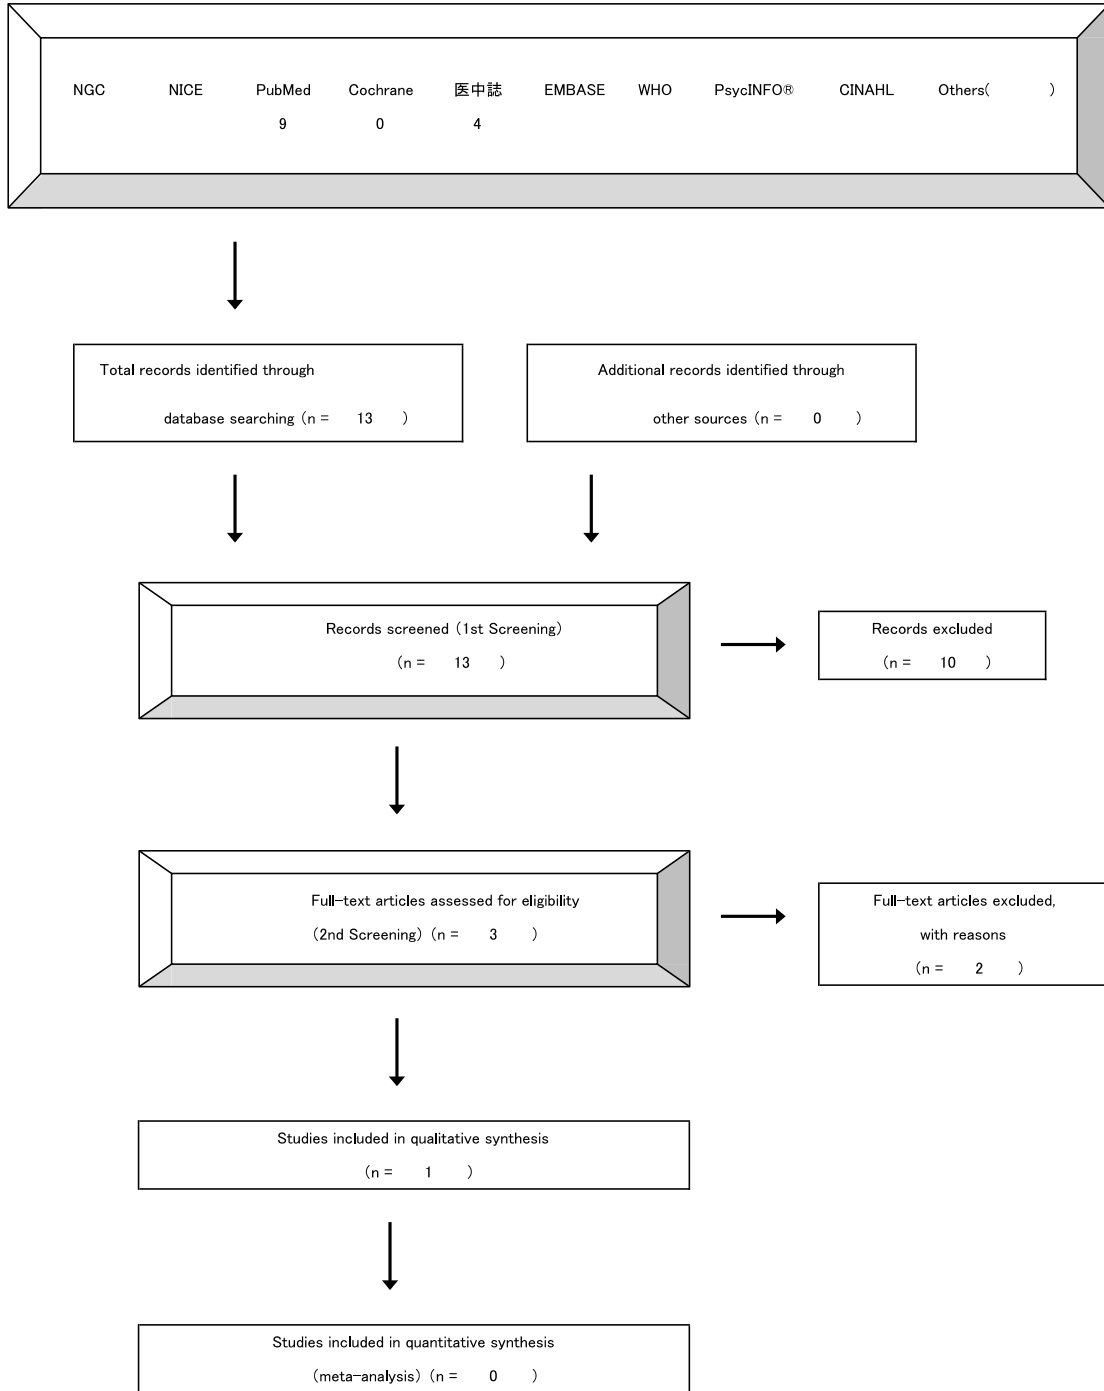 NGC NICE PubMed Cochrane 医中誌 EMBASE WHO PsycINFO® CINAHL Others( )
9 0 4
Total records identified through
database searching (n = 13 )
Additional records identified through
other sources (n = 0 )
Records screened (1st Screening)
(n = 13 )
Records excluded
(n = 10 )
Full-text articles assessed for eligibility
(2nd Screening) (n = 3 )
Full-text articles excluded,
with reasons
(n = 2 )
Studies included in qualitative synthesis
(n = 1 )
Studies included in quantitative synthesis
(meta-analysis) (n = 0 )